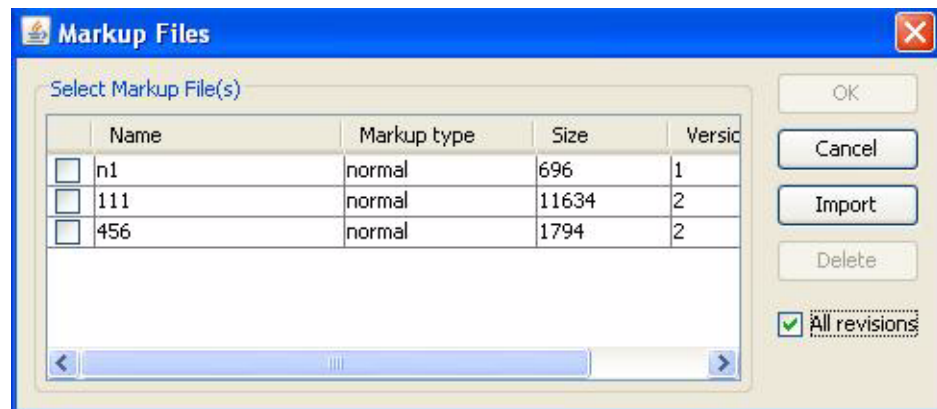 Markup Files
Select Markup File(s)
Name Markup type Size Versic
n1 normal 696 1
111 normal 11634 2
456 normal 1794 2
OK
Cancel
Import
Delete
All revisions